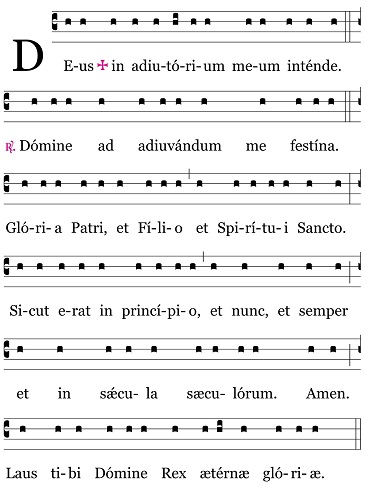 DE-us ✠ in adiu-tó-ri-um me-um inténde.
℟. Dómine ad adiuvándum me festína.
Gló-ri-a Patri, et Fí-li-o et Spi-rí-tu-i Sancto.
Si-cut e-rat in princí-pi-o, et nunc, et semper
et in sǽcu-la sæcu-lórum. Amen.
Laus ti-bi Dómine Rex ætérnæ gló-ri-æ.